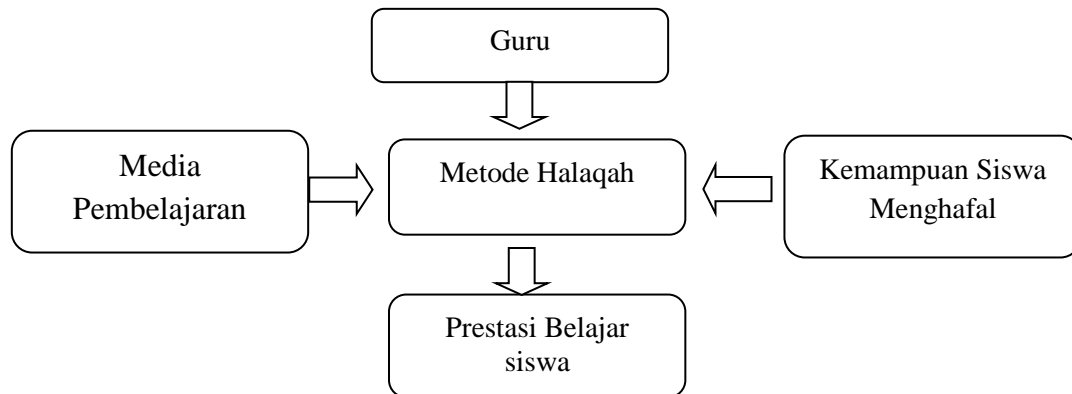 Guru
Media
Pembelajaran
Metode Halaqah
Kemampuan Siswa
Menghafal
Prestasi Belajar
siswa